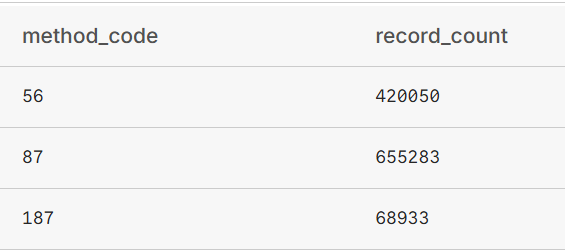 method_code record_count
56 420050
87 655283
187 68933